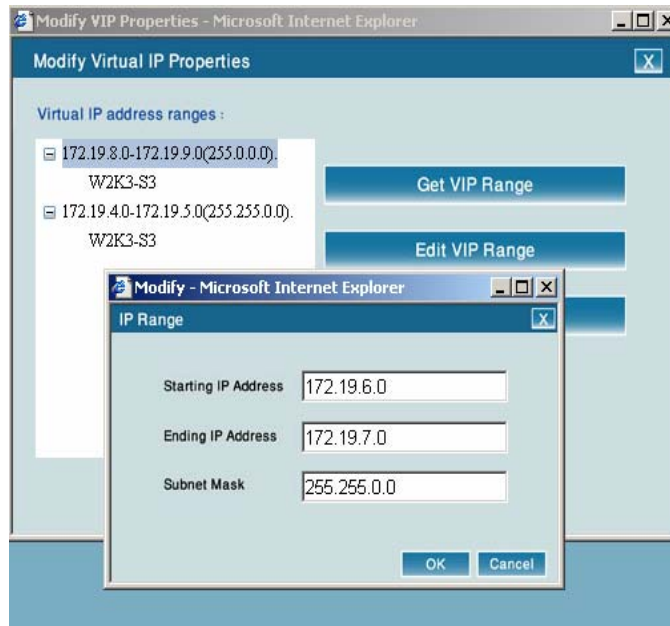 Modify VIP Properties - Microsoft Internet Explorer
Modify Virtual IP Properties
X
Virtual IP address ranges :
172.19.8.0-172.19.9.0(255.0.0.0).
W2K3-S3
172.19.4.0-172.19.5.0(255.255.0.0).
W2K3-S3
Get VIP Range
Edit VIP Range
Modify - Microsoft Internet Explorer
IP Range
X
Starting IP Address 172.19.6.0
Ending IP Address 172.19.7.0
Subnet Mask 255.255.0.0
OK Cancel